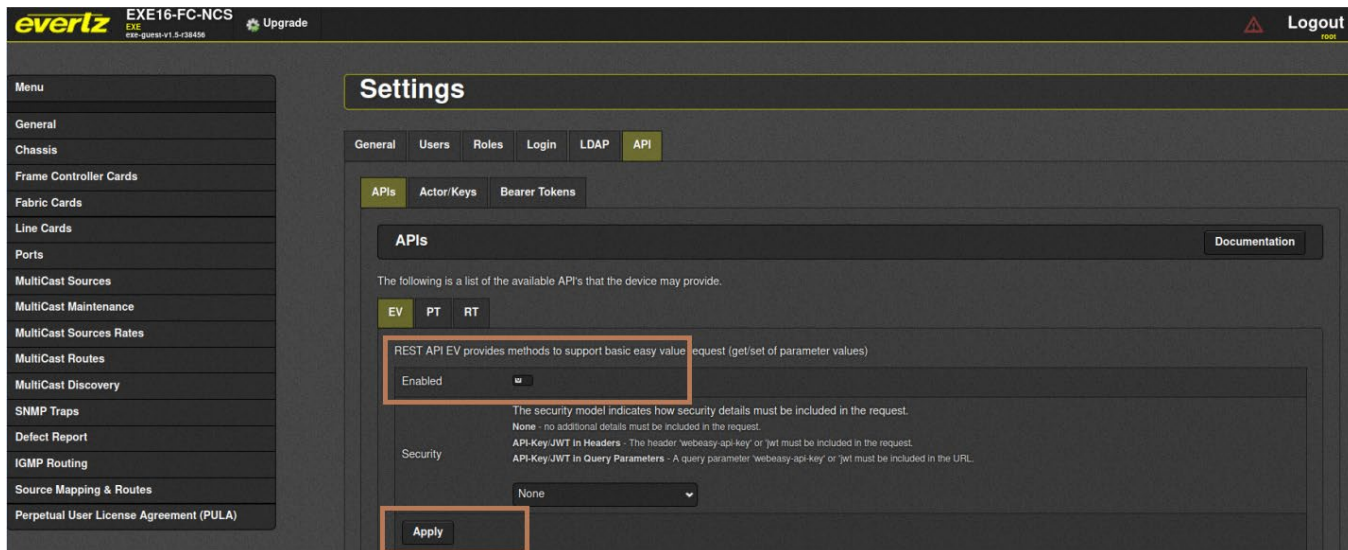 evertz
EXE16-FC-NCS
EXE
exe-guest-v1.5-r38456
Upgrade
Logout
root
Menu
General
Chassis
Frame Controller Cards
Fabric Cards
Line Cards
Ports
MultiCast Sources
MultiCast Maintenance
MultiCast Sources Rates
MultiCast Routes
MultiCast Discovery
SNMP Traps
Defect Report
IGMP Routing
Source Mapping & Routes
Perpetual User License Agreement (PULA)
Settings
General Users Roles Login LDAP API
APIs Actor/Keys Bearer Tokens
APIs
Documentation
The following is a list of the available API's that the device may provide.
EV PT RT
REST API EV provides methods to support basic easy value request (get/set of parameter values)
Enabled
Security
The security model indicates how security details must be included in the request.
None - no additional details must be included in the request.
API-Key/JWT in Headers - The header 'webeasy-api-key' or 'jwt must be included in the request.
API-Key/JWT in Query Parameters - A query parameter 'webeasy-api-key' or 'jwt must be included in the URL.
None
Apply